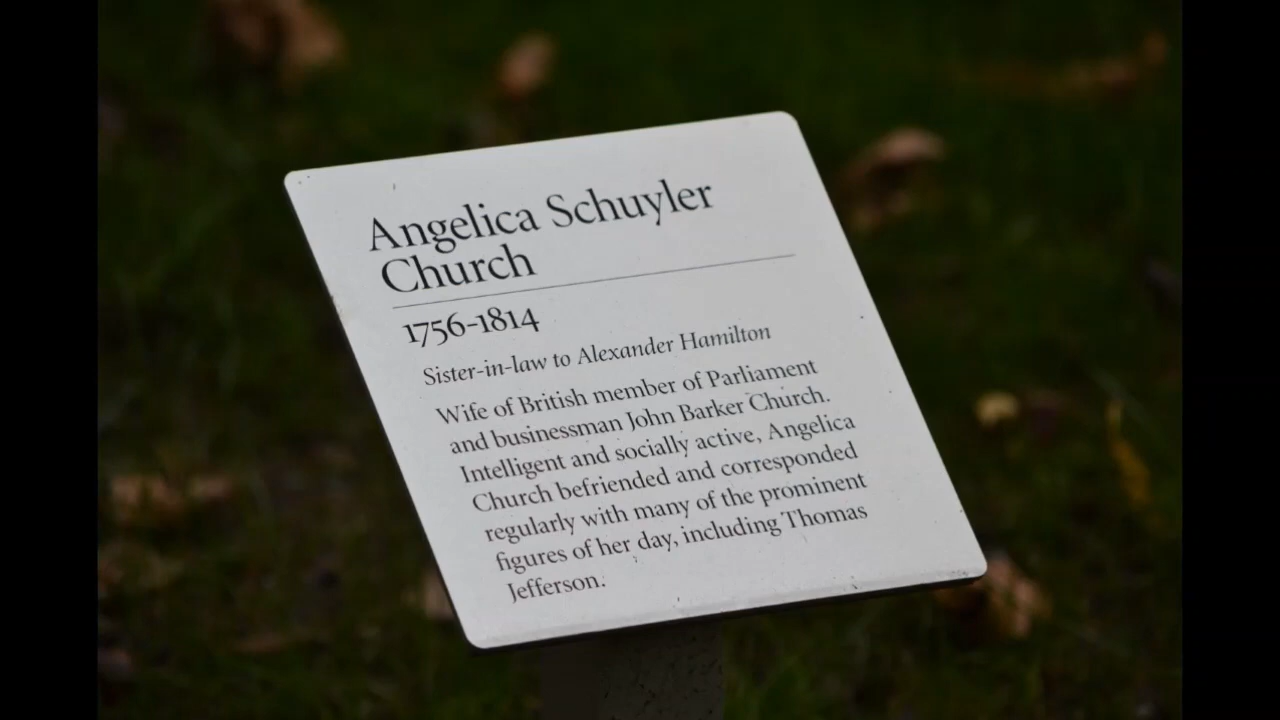 Angelica Schuyler
Church
1756-1814
Sister-in-law to Alexander Hamilton
Wife of British member of Parliament
and businessman John Barker Church.
Intelligent and socially active, Angelica
Church befriended and corresponded
regularly with many of the prominent
figures of her day, including Thomas
Jefferson.